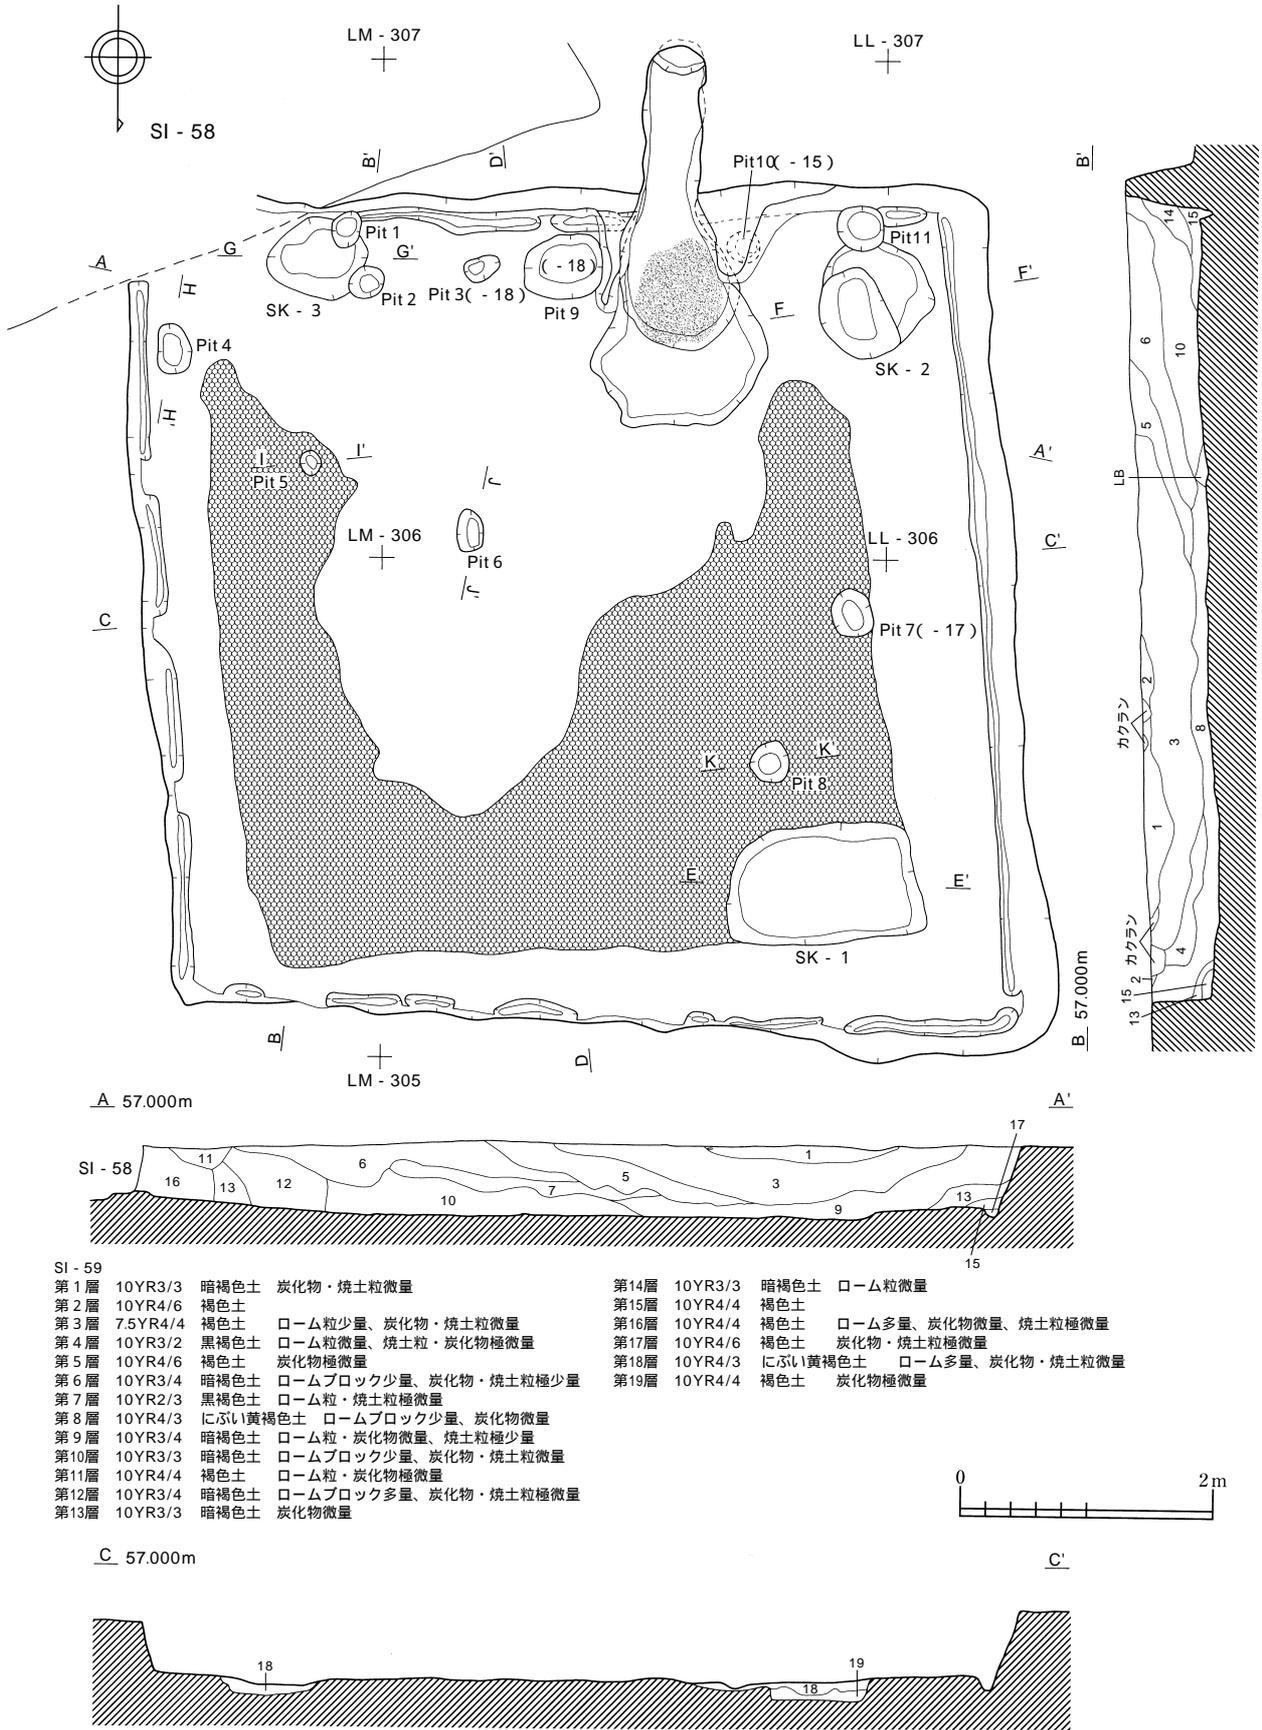 LM - 307
LL - 307
SI - 58
B'
D'
B'
Pit10( - 15 )
Pit 1
G
G'
Pit11
A
H
F'
Pit 2
Pit 3( - 18)
( - 18)
SK - 3
Pit 9
F
Pit 4
SK - 2
H'
I
I'
A'
Pit 5
J
LM - 306
LL - 306
C'
Pit 6
J'
C
Pit 7( - 17 )
K
K'
Pit 8
E
E'
SK - 1
B
D
B 57.000m
LM - 305
14
15
6
10
5
LB
2
カクラン
3
8
1
カクラン
4
2
15
13
A 57.000m
A'
17
SI - 58
11
6
1
16
13
12
5
3
7
10
13
9
15
SI - 59
第1層 10YR3/3 暗褐色土 炭化物・焼土粒微量
第2層 10YR4/6 褐色土
第3層 7.5YR4/4 褐色土 ローム粒少量、炭化物・焼土粒微量
第4層 10YR3/2 黒褐色土 ローム粒微量、焼土粒・炭化物極微量
第5層 10YR4/6 褐色土 炭化物極微量
第6層 10YR3/4 暗褐色土 ロームブロック少量、炭化物・焼土粒極少量
第7層 10YR2/3 黒褐色土 ローム粒・焼土粒極微量
第8層 10YR4/3 にぶい黄褐色土 ロームブロック少量、炭化物微量
第9層 10YR3/4 暗褐色土 ローム粒・炭化物微量、焼土粒極少量
第10層 10YR3/3 暗褐色土 ロームブロック少量、炭化物・焼土粒微量
第11層 10YR4/4 褐色土 ローム粒・炭化物極微量
第12層 10YR3/4 暗褐色土 ロームブロック多量、炭化物・焼土粒極微量
第13層 10YR3/3 暗褐色土 炭化物微量
第14層 10YR3/3 暗褐色土 ローム粒微量
第15層 10YR4/4 褐色土
第16層 10YR4/4 褐色土 ローム多量、炭化物微量、焼土粒極微量
第17層 10YR4/6 褐色土 炭化物・焼土粒極微量
第18層 10YR4/3 にぶい黄褐色土 ローム多量、炭化物・焼土粒微量
第19層 10YR4/4 褐色土 炭化物極微量
0 2m
C 57.000m
C'
18
19
18